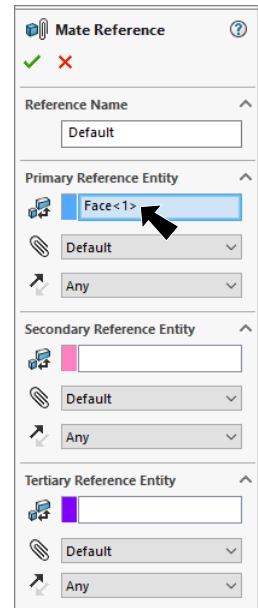 Mate Reference
Reference Name
Default
Primary Reference Entity
Face<1>
Default
Any
Secondary Reference Entity
Default
Any
Tertiary Reference Entity
Default
Any